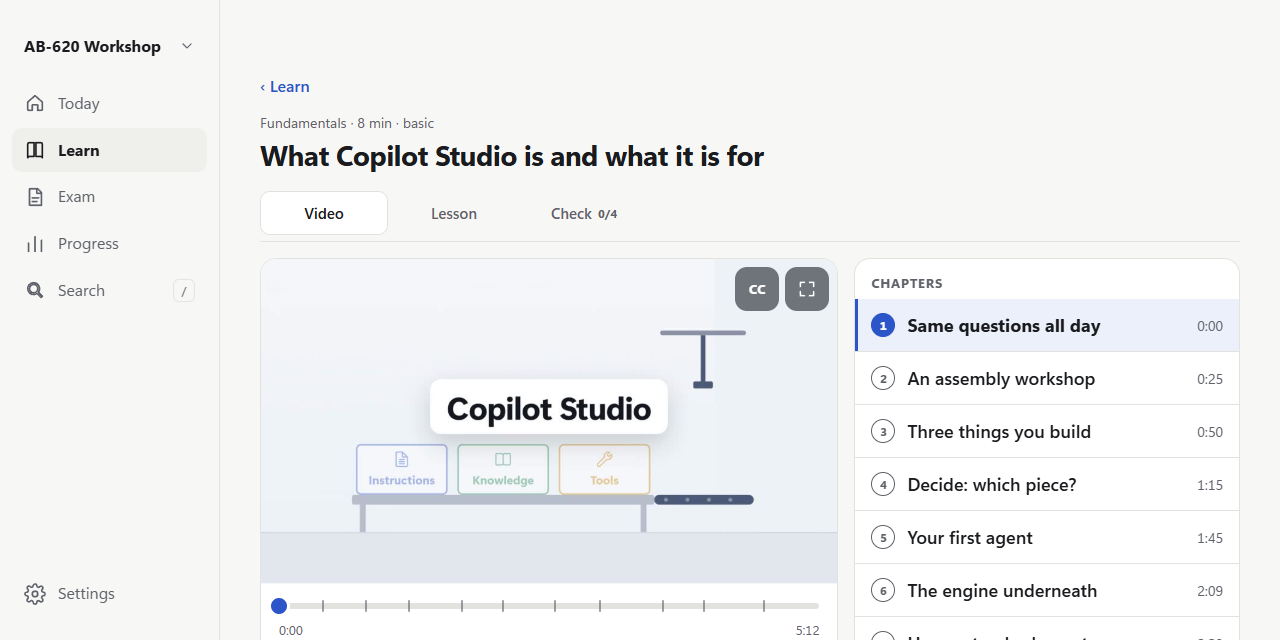 AB-620 Workshop
Today
Learn
Exam
Progress
Search /
Settings
‹ Learn
Fundamentals · 8 min · basic
What Copilot Studio is and what it is for
Video
Lesson
Check 0/4
CC
Copilot Studio
Instructions
Knowledge
Tools
0:00
5:12
CHAPTERS
1 Same questions all day 0:00
2 An assembly workshop 0:25
3 Three things you build 0:50
4 Decide: which piece? 1:15
5 Your first agent 1:45
6 The engine underneath 2:09